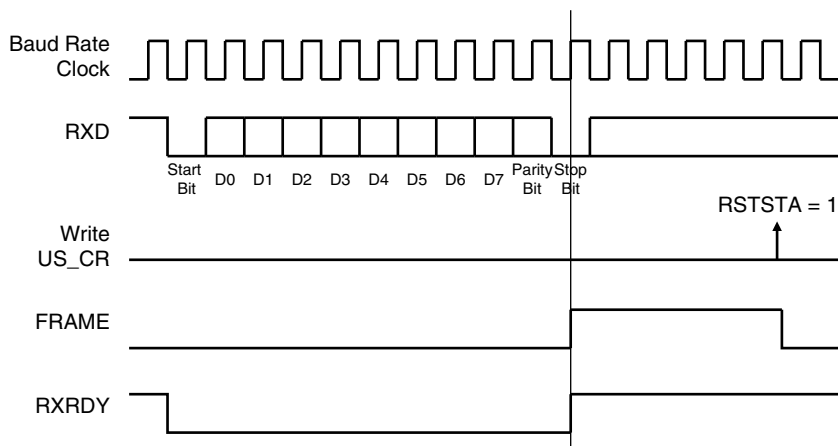 Baud Rate
Clock
RXD
Start
Bit
D0
D1
D2
D3
D4
D5
D6
D7
Parity
Bit
Stop
Bit
RSTSTA = 1
Write
US_CR
FRAME
RXRDY